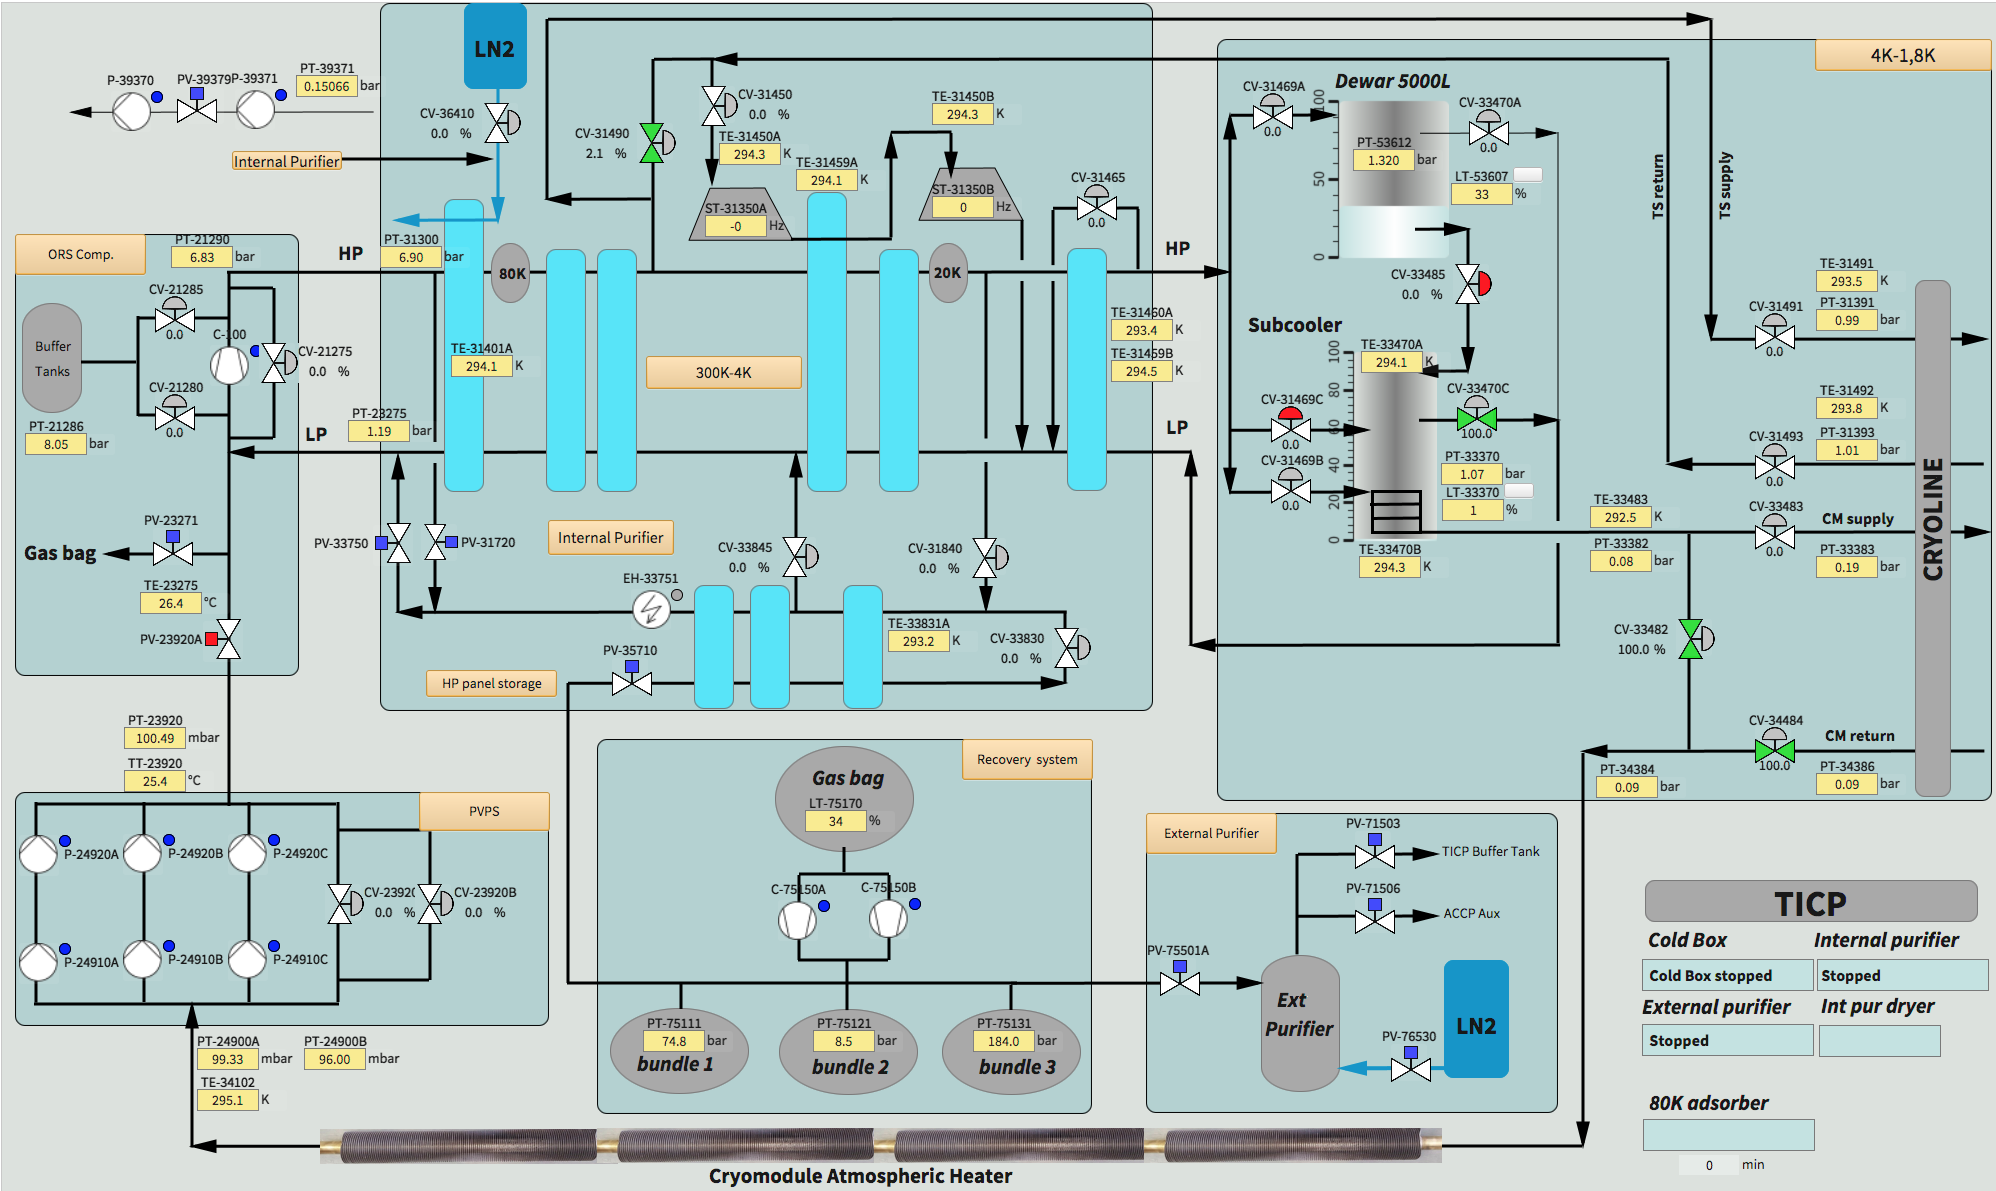 P-39370
PV-39379
P-39371
PT-39371
0.15066 bar
LN2
CV-36410
0.0 %
Internal Purifier
CV-31490
2.1 %
CV-31450
0.0 %
TE-31450A
294.3 K
TE-31459A
294.1 K
TE-31450B
294.3 K
ST-31350A
-0 Hz
ST-31350B
0 Hz
CV-31465
0.0
HP
LP
ORS Comp.
PT-21290
6.83 bar
HP
PT-31300
6.90 bar
80K
20K
Buffer
Tanks
CV-21285
0.0
C-100
CV-21275
0.0 %
CV-21280
0.0
PT-21286
8.05 bar
TE-31401A
294.1 K
300K-4K
TE-31460A
293.4 K
TE-31469B
294.5 K
LP
PT-23275
1.19 bar
Gas bag
PV-23271
TE-23275
26.4 °C
PV-23920A
PV-33750
PV-31720
Internal Purifier
CV-33845
0.0 %
CV-31840
0.0 %
EH-33751
TE-33831A
293.2 K
CV-33830
0.0 %
PV-35710
HP panel storage
4K-1,8K
Dewar 5000L
CV-31469A
0.0
100
50
0
PT-53612
1.320 bar
CV-33470A
0.0
LT-53607
33 %
CV-33485
0.0 %
TS return
TS supply
Subcooler
TE-33470A
294.1 K
100
80
60
40
20
0
CV-31469C
0.0
CV-31469B
0.0
CV-33470C
100.0
PT-33370
1.07 bar
LT-33370
1 %
TE-33470B
294.3 K
TE-31491
293.5 K
PT-31391
0.99 bar
CV-31491
0.0
TE-31492
293.8 K
PT-31393
1.01 bar
CV-31493
0.0
TE-33483
292.5 K
PT-33382
0.08 bar
CV-33483
0.0
CM supply
PT-33383
0.19 bar
CRYOLINE
CV-33482
100.0 %
CV-34484
100.0
CM return
PT-34384
0.09 bar
PT-34386
0.09 bar
PT-23920
100.49 mbar
TT-23920
25.4 °C
PVPS
P-24920A
P-24920B
P-24920C
CV-2392
0.0 %
CV-23920B
0.0 %
P-24910A
P-24910B
P-24910C
PT-24900A
99.33 mbar
PT-24900B
96.00 mbar
TE-34102
295.1 K
Recovery system
Gas bag
LT-75170
34 %
C-75150A
C-75150B
PT-75111
74.8 bar
bundle 1
PT-75121
8.5 bar
bundle 2
PT-75131
184.0 bar
bundle 3
External Purifier
PV-71503
TICP Buffer Tank
PV-71506
ACCP Aux
PV-75501A
Ext
Purifier
PV-76530
LN2
Cryomodule Atmospheric Heater
TICP
Cold Box
Internal purifier
Cold Box stopped
Stopped
External purifier
Int pur dryer
Stopped
80K adsorber
0 min